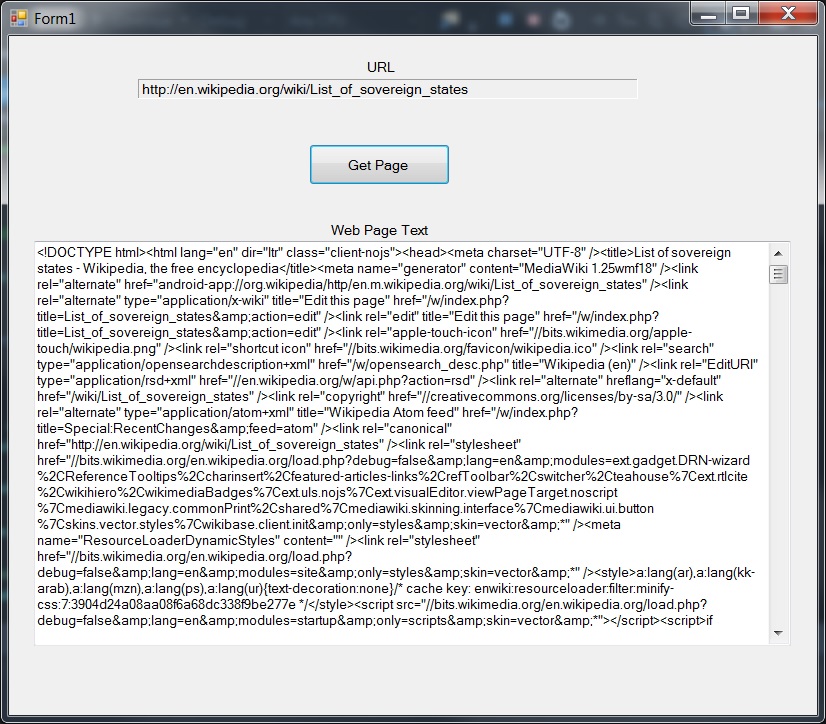 Form1
URL
http://en.wikipedia.org/wiki/List_of_sovereign_states
Get Page
Web Page Text
<!DOCTYPE html><html lang="en" dir="ltr" class="client-nojs"><head><meta charset="UTF-8" /><title>List of sovereign
states - Wikipedia, the free encyclopedia</title><meta name="generator" content="MediaWiki 1.25wmf18" /><link
rel="alternate" href="android-app://org.wikipedia/http/en.m.wikipedia.org/wiki/List_of_sovereign_states" /><link
rel="alternate" type="application/x-wiki" title="Edit this page" href="/w/index.php?
title=List_of_sovereign_states&amp;action=edit" /><link rel="edit" title="Edit this page" href="/w/index.php?
title=List_of_sovereign_states&amp;action=edit" /><link rel="apple-touch-icon" href="//bits.wikimedia.org/apple-
touch/wikipedia.png" /><link rel="shortcut icon" href="//bits.wikimedia.org/favicon/wikipedia.ico" /><link rel="search"
type="application/opensearchdescription+xml" href="/w/opensearch_desc.php" title="Wikipedia (en)" /><link rel="EditURI"
type="application/rsd+xml" href="//en.wikipedia.org/w/api.php?action=rsd" /><link rel="alternate" hreflang="x-default"
href="/wiki/List_of_sovereign_states" /><link rel="copyright" href="//creativecommons.org/licenses/by-sa/3.0/" /><link
rel="alternate" type="application/atom+xml" title="Wikipedia Atom feed" href="/w/index.php?
title=Special:RecentChanges&amp;feed=atom" /><link rel="canonical"
href="http://en.wikipedia.org/wiki/List_of_sovereign_states" /><link rel="stylesheet"
href="//bits.wikimedia.org/en.wikipedia.org/load.php?debug=false&amp;lang=en&amp;modules=ext.gadget.DRN-wizard
%2CReferenceTooltips%2Ccharinsert%2Cfeatured-articles-links%2CrefToolbar%2Cswitcher%2Cteahouse%7Cext.rtlcite
%2Cwikihiero%2CwikimediaBadges%7Cext.uls.nojs%7Cext.visualEditor.viewPageTarget.noscript
%7Cmediawiki.legacy.commonPrint%2Cshared%7Cmediawiki.skinning.interface%7Cmediawiki.ui.button
%7Cskins.vector.styles%7Cwikibase.client.init&amp;only=styles&amp;skin=vector&amp;*" /><meta
name="ResourceLoaderDynamicStyles" content="" /><link rel="stylesheet"
href="//bits.wikimedia.org/en.wikipedia.org/load.php?
debug=false&amp;lang=en&amp;modules=site&amp;only=styles&amp;skin=vector&amp;*" /><style>a:lang(ar),a:lang(kk-
arab),a:lang(mzn),a:lang(ps),a:lang(ur){text-decoration:none}/* cache key: enwiki:resourceloader:filter:minify-
css:7:3904d24a08aa08f6a68dc338f9be277e */</style><script src="//bits.wikimedia.org/en.wikipedia.org/load.php?
debug=false&amp;lang=en&amp;modules=startup&amp;only=scripts&amp;skin=vector&amp;*"></script><script>if